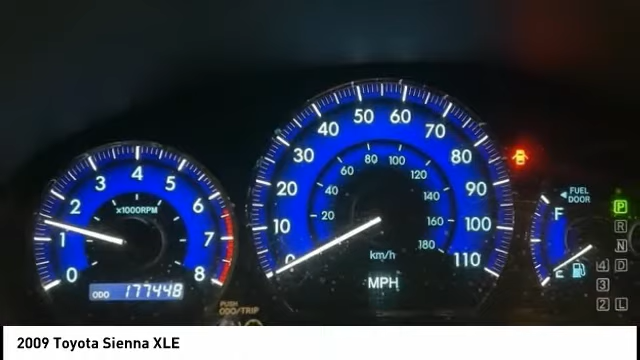 0
1
2
3
4
5
6
7
8
x1000RPM
ODO 177448
PUSH
ODO/TRIP
0
10
20
30
40
50
60
70
80
90
100
110
20
40
60
80
100
120
140
160
180
km/h
MPH
FUEL
DOOR
F
E
P
R
N
4 D
3
2 L
2009 Toyota Sienna XLE